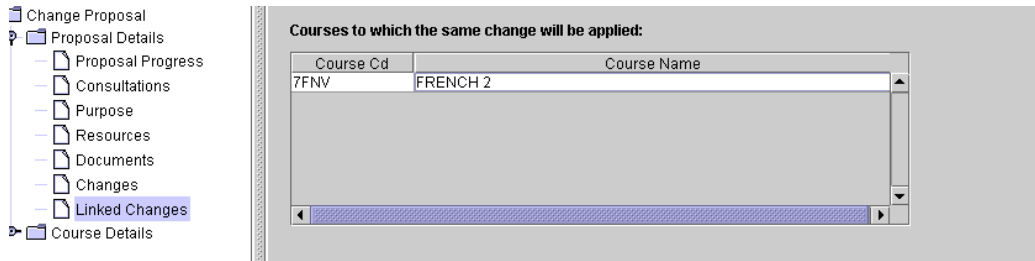 Change Proposal
Proposal Details
Proposal Progress
Consultations
Purpose
Resources
Documents
Changes
Linked Changes
Course Details
Courses to which the same change will be applied:
Course Cd Course Name
7FNV FRENCH 2